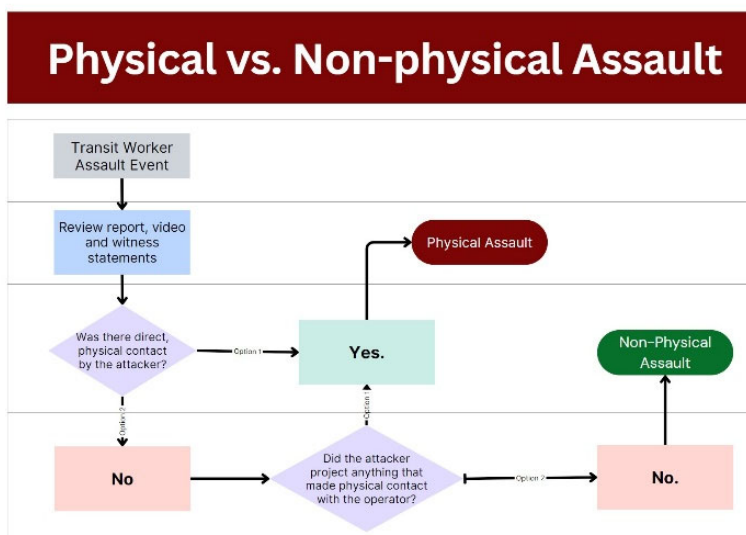 Physical vs. Non-physical Assault
Transit Worker
Assault Event
Review report, video
and witness
statements
Physical Assault
Was there direct,
physical contact
by the attacker?
Option 1
Yes.
Non-Physical
Assault
Option 2
Option 1
No
Did the attacker
project anything that
made physical contact
with the operator?
Option 2
No.